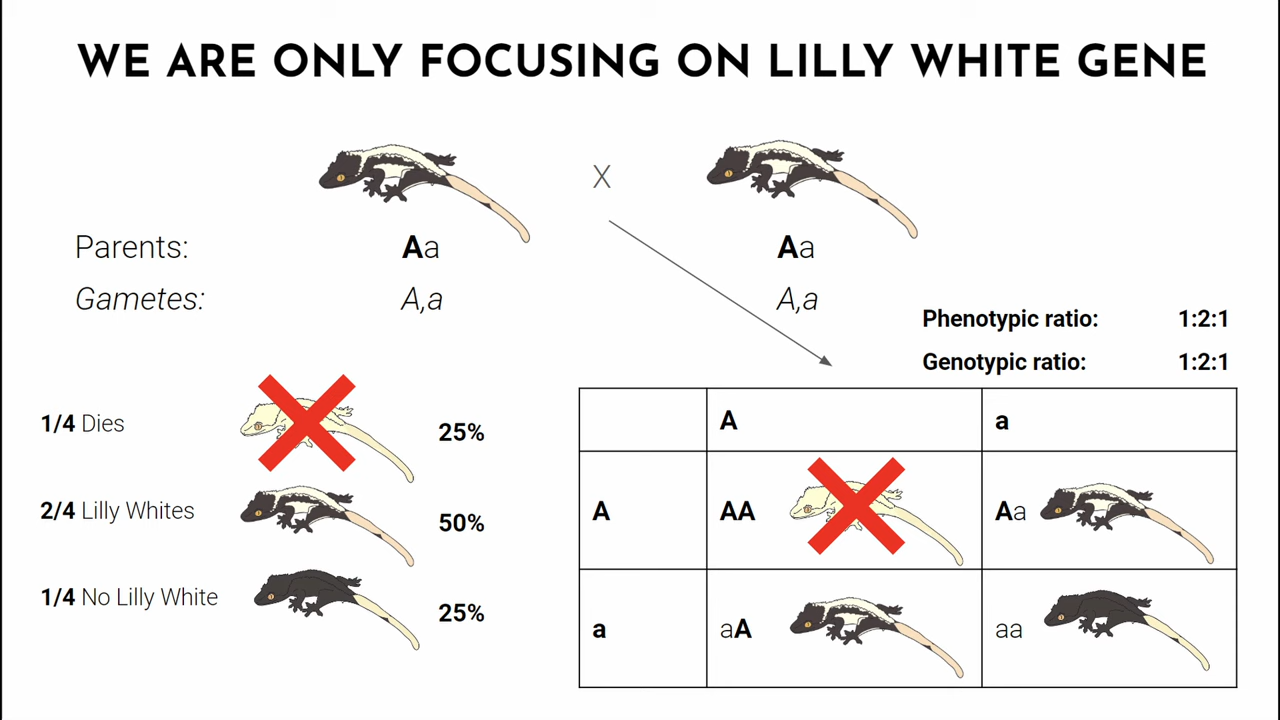 WE ARE ONLY FOCUSING ON LILLY WHITE GENE
X
Parents: Aa Aa
Gametes: A,a A,a
Phenotypic ratio: 1:2:1
Genotypic ratio: 1:2:1
1/4 Dies 25%
2/4 Lilly Whites 50%
1/4 No Lilly White 25%
A a
A AA Aa
a aA aa